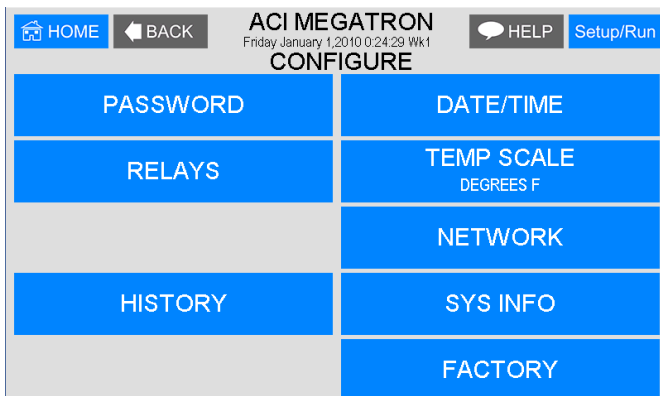 HOME
BACK
ACI MEGATRON
Friday January 1,2010 0:24:29 Wk1
CONFIGURE
HELP
Setup/Run
PASSWORD
DATE/TIME
RELAYS
TEMP SCALE
DEGREES F
NETWORK
HISTORY
SYS INFO
FACTORY